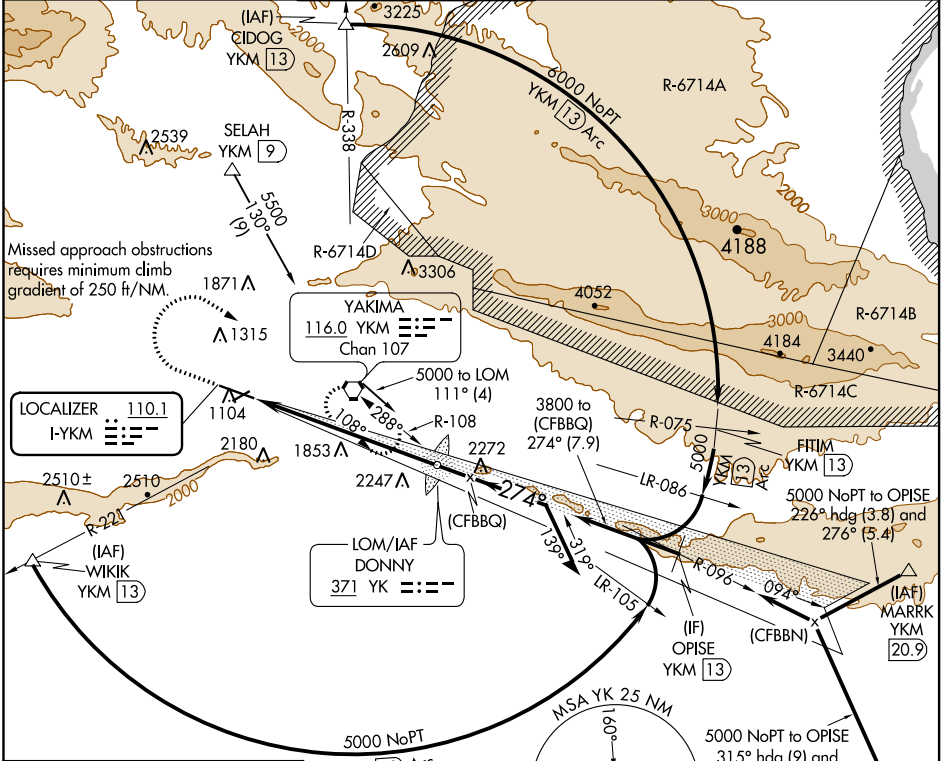 (IAF)
CIDOG
YKM 13
3225
2000
2609
6000 NoPT
YKM 13 Arc
R-6714A
R-338
2539
SELAH
YKM 9
5500
130°
(9)
2000
3000
4188
Missed approach obstructions
requires minimum climb
gradient of 250 ft/NM.
R-6714D
3306
1871
1315
YAKIMA
116.0 YKM
Chan 107
4052
3000
4184
3440
R-6714B
R-6714C
5000 to LOM
111° (4)
LOCALIZER 110.1
I-YKM
1104
108°
288°
R-108
3800 to
(CFBBQ)
274° (7.9)
R-075
5000
YKM 13 Arc
FITIM
YKM 13
2180
1853
2247
2272
274°
(CFBBQ)
LR-086
5000 NoPT to OPISE
226° hdg (3.8) and
276° (5.4)
2510±
2510
2000
R-221
(IAF)
WIKIK
YKM 13
LOM/IAF
DONNY
371 YK
139°
319°
LR-105
R-096
094°
(IAF)
MARRK
YKM
20.9
(IF)
OPISE
YKM 13
(CFBBN)
MSA YK 25 NM
160°
5000 NoPT
5000 NoPT to OPISE
315° hdg (9) and